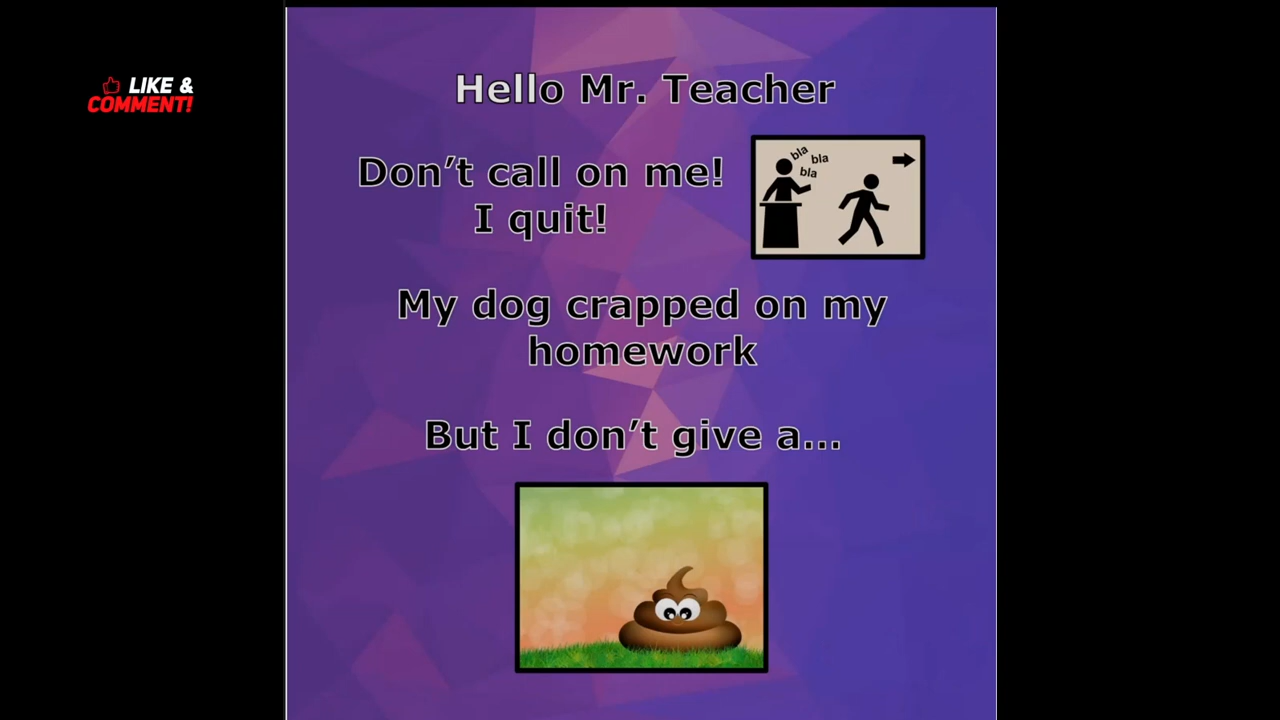 LIKE &
COMMENT!
Hello Mr. Teacher
Don’t call on me!
I quit!
bla
bla
bla
My dog crapped on my
homework
But I don’t give a...